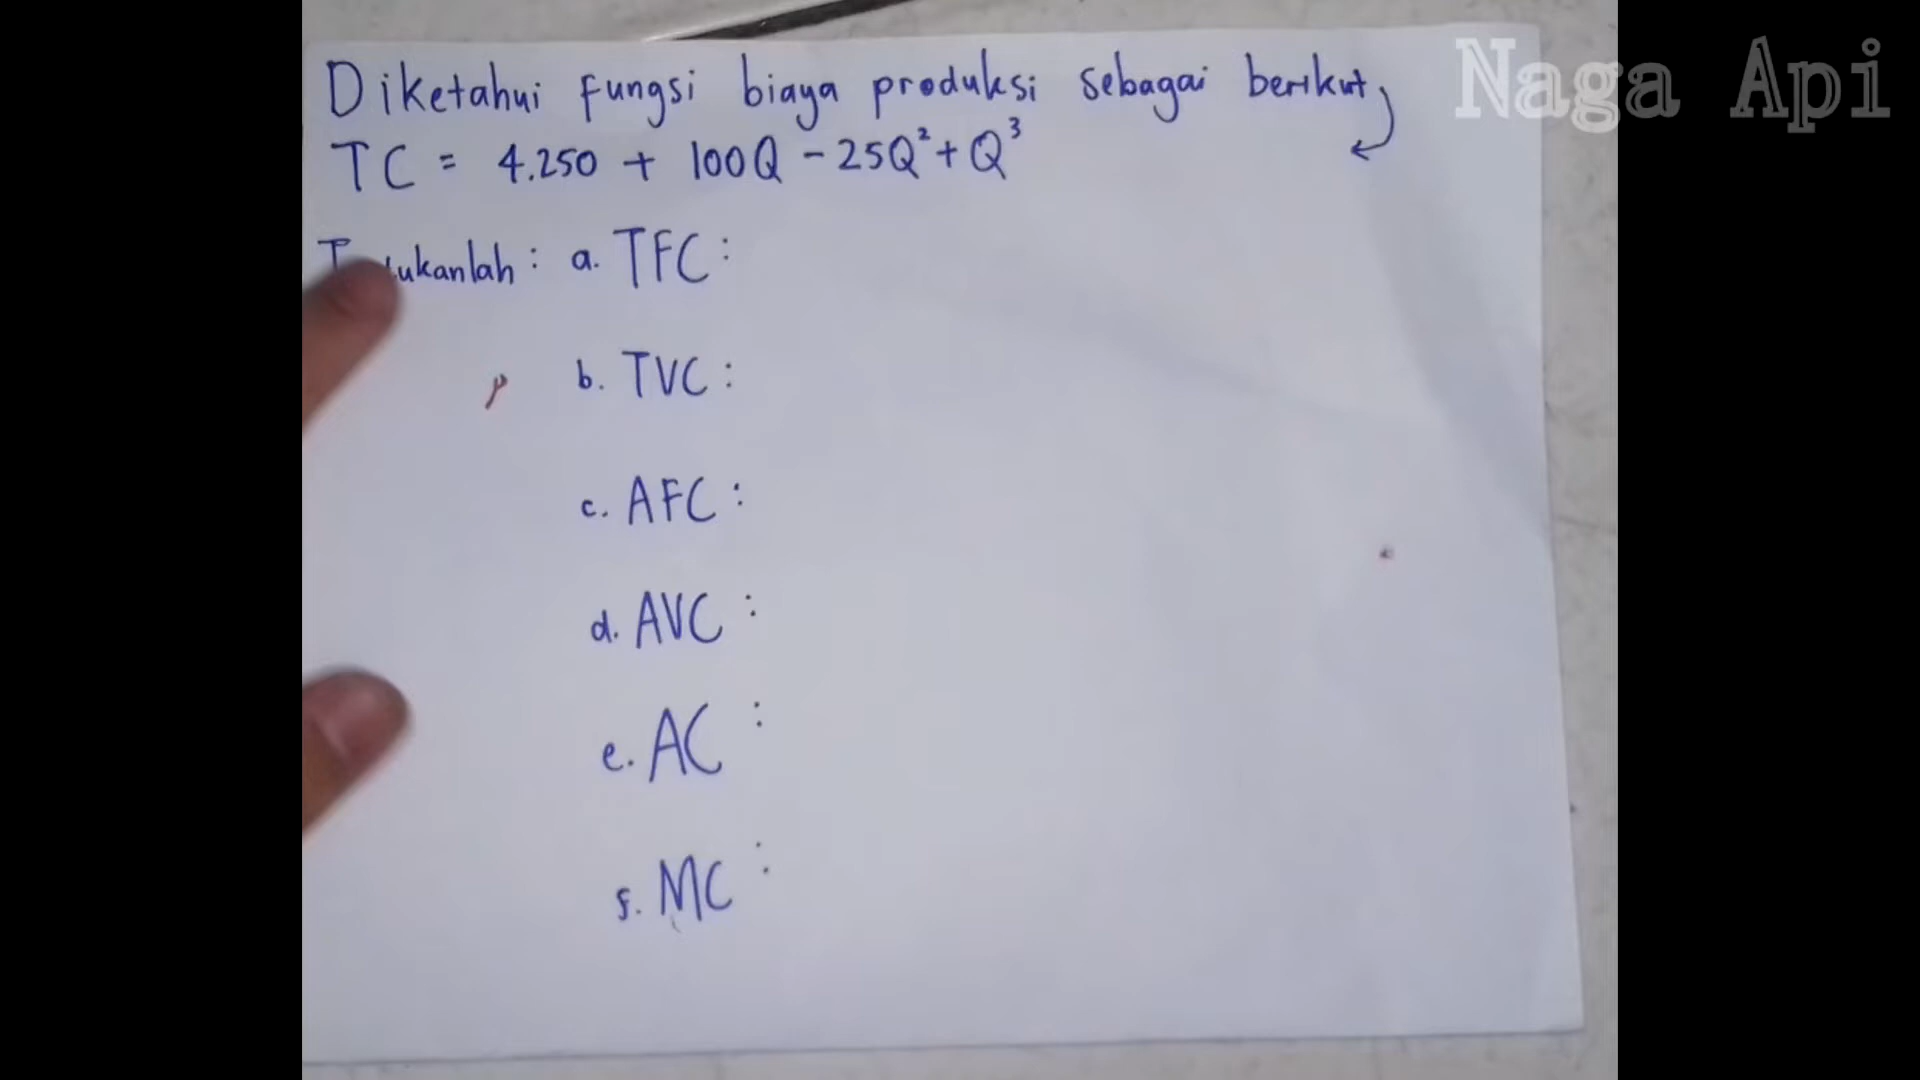 Naga Api
Diketahui fungsi biaya produksi sebagai berikut
TC = 4.250 + 100Q - 25Q² + Q³
a. TFC :
b. TVC :
c. AFC :
d. AVC :
e. AC :
f. MC :